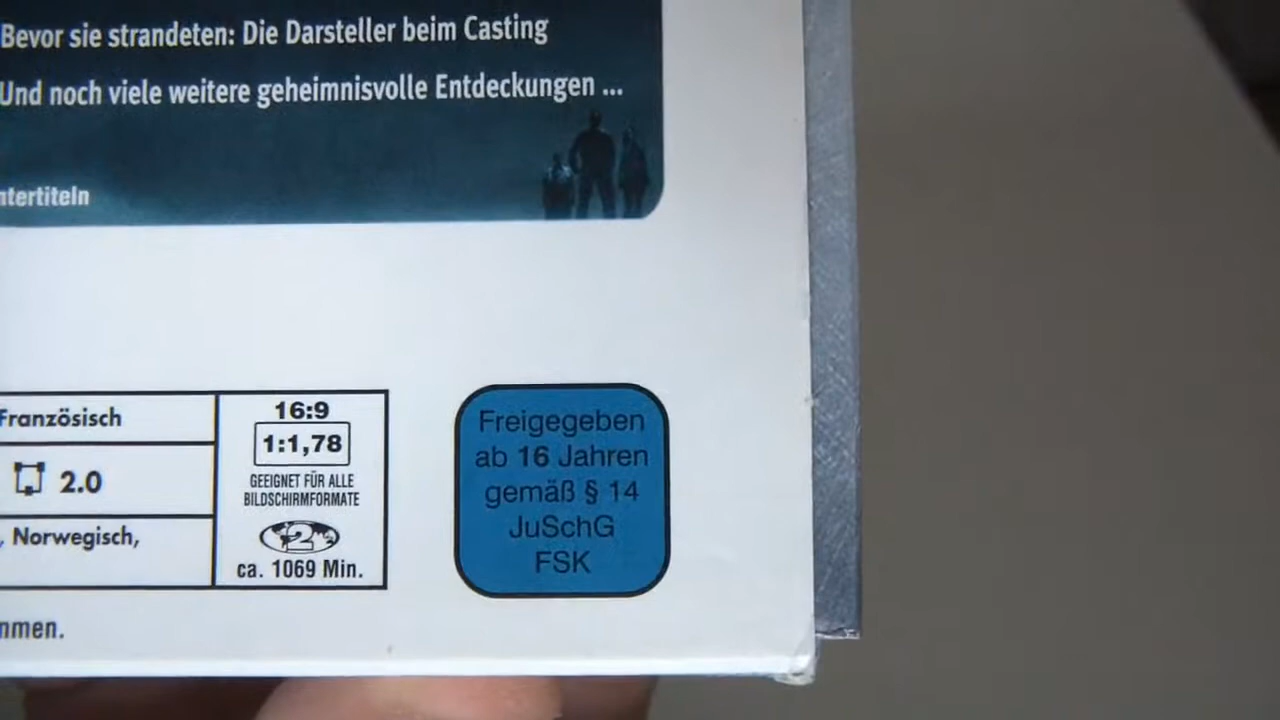 Bevor sie strandeten: Die Darsteller beim Casting
Und noch viele weitere geheimnisvolle Entdeckungen ...
ntertiteln
Französisch
2.0
, Norwegisch,
16:9
1:1,78
GEEIGNET FÜR ALLE
BILDSCHIRMFORMATE
2
ca. 1069 Min.
Freigegeben
ab 16 Jahren
gemäß § 14
JuSchG
FSK
mmen.